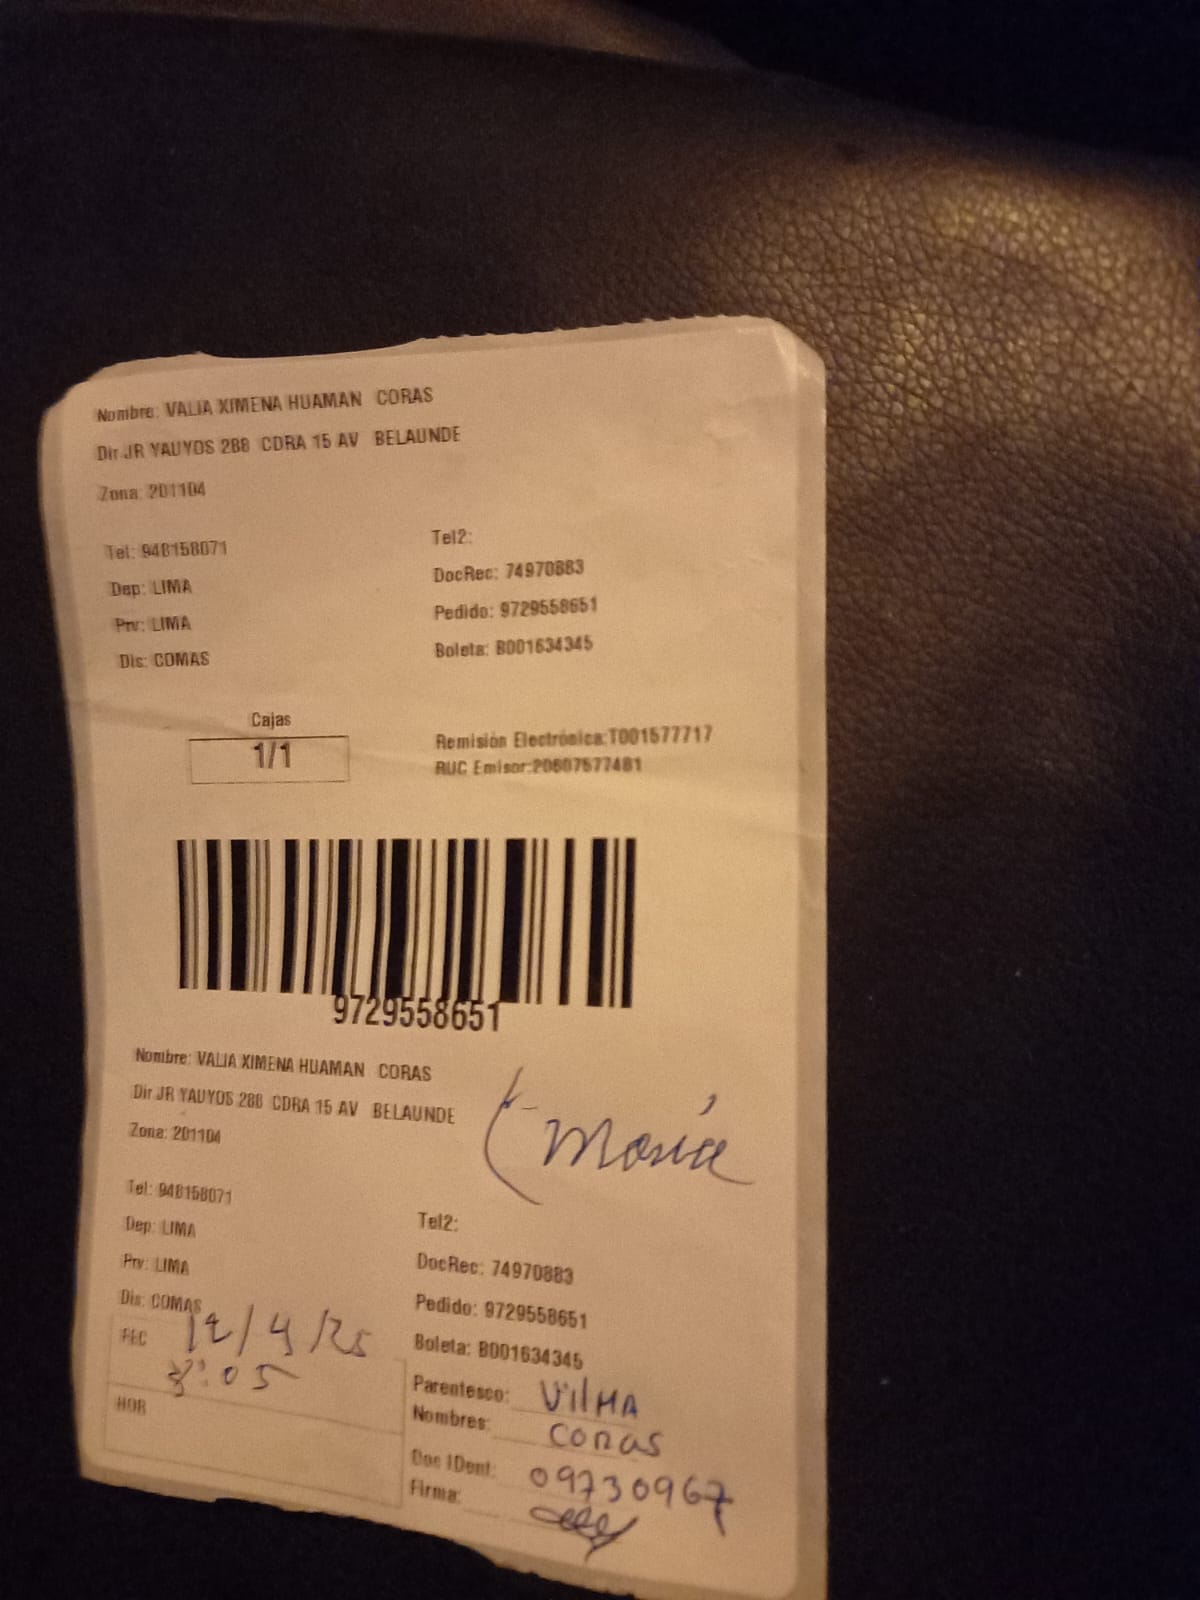 Nombre: VALIA XIMENA HUAMAN CORAS
Dir JR YAUYOS 288 CDRA 15 AV BELAUNDE
Zona: 201104
Tel: 948158071
Tel2:
Dep: LIMA
DocRec: 74970883
Prv: LIMA
Pedido: 9729558651
Dis: COMAS
Boleta: B001634345
Cajas
1/1
Remisión Electrónica:T001577717
RUC Emisor:20607577481
9729558651
Nombre: VALIA XIMENA HUAMAN CORAS
Dir JR YAUYOS 288 CDRA 15 AV BELAUNDE
Zona: 201104
María
Tel: 948158071
Tel2:
Dep: LIMA
DocRec: 74970883
Prv: LIMA
Pedido: 9729558651
Dis: COMAS
Boleta: B001634345
FEC 12/4/25
:05
HOR
Parentesco: VilMA
Nombres: CORAS
Doc IDent: 09730967
Firma: